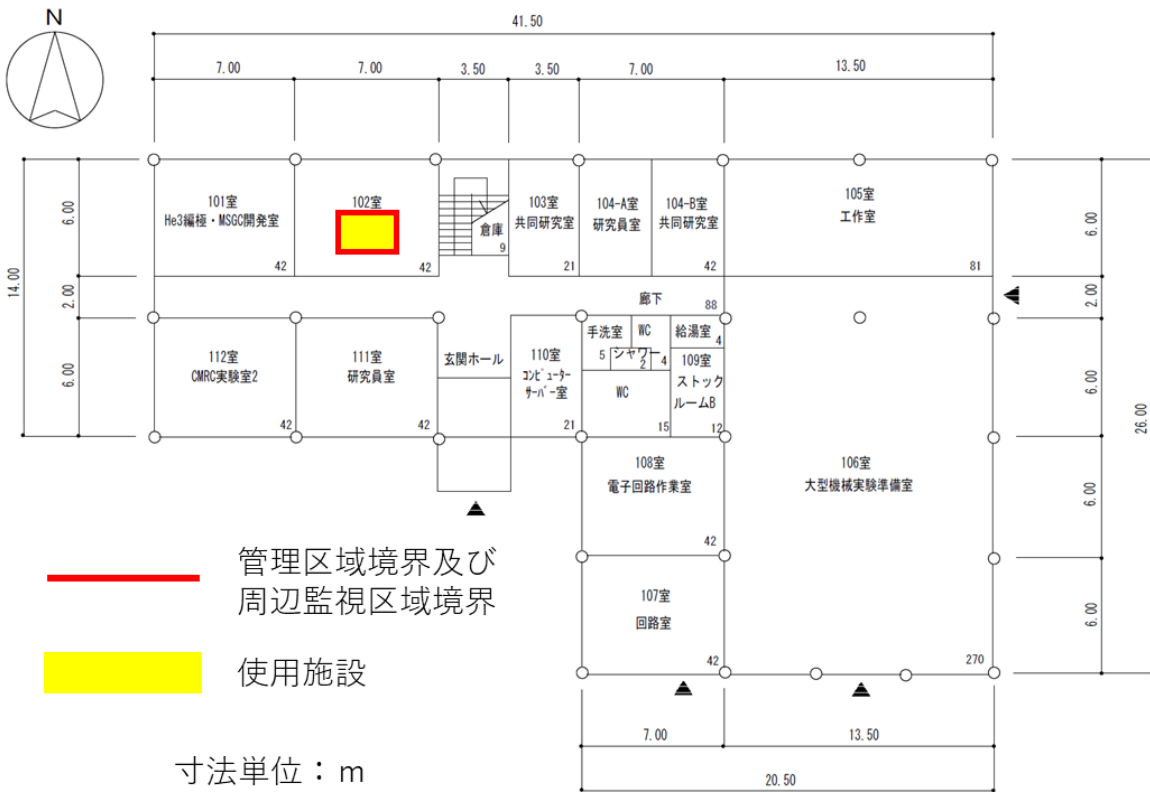 N
41.50
7.00
7.00
3.50
3.50
7.00
13.50
14.00
6.00
2.00
6.00
101室
He3編極・MSGC開発室
42
102室
42
倉庫
9
103室
共同研究室
21
104-A室
研究員室
104-B室
共同研究室
42
105室
工作室
81
6.00
2.00
6.00
6.00
6.00
26.00
廊下
88
112室
CMRC実験室2
42
111室
研究員室
42
玄関ホール
110室
コンピューター
サーバー室
21
手洗室
5
WC
4
シャワー
2
給湯室
4
WC
15
109室
ストック
ルームB
12
108室
電子回路作業室
42
106室
大型機械実験準備室
270
107室
回路室
42
管理区域境界及び
周辺監視区域境界
使用施設
寸法単位：m
7.00
13.50
20.50